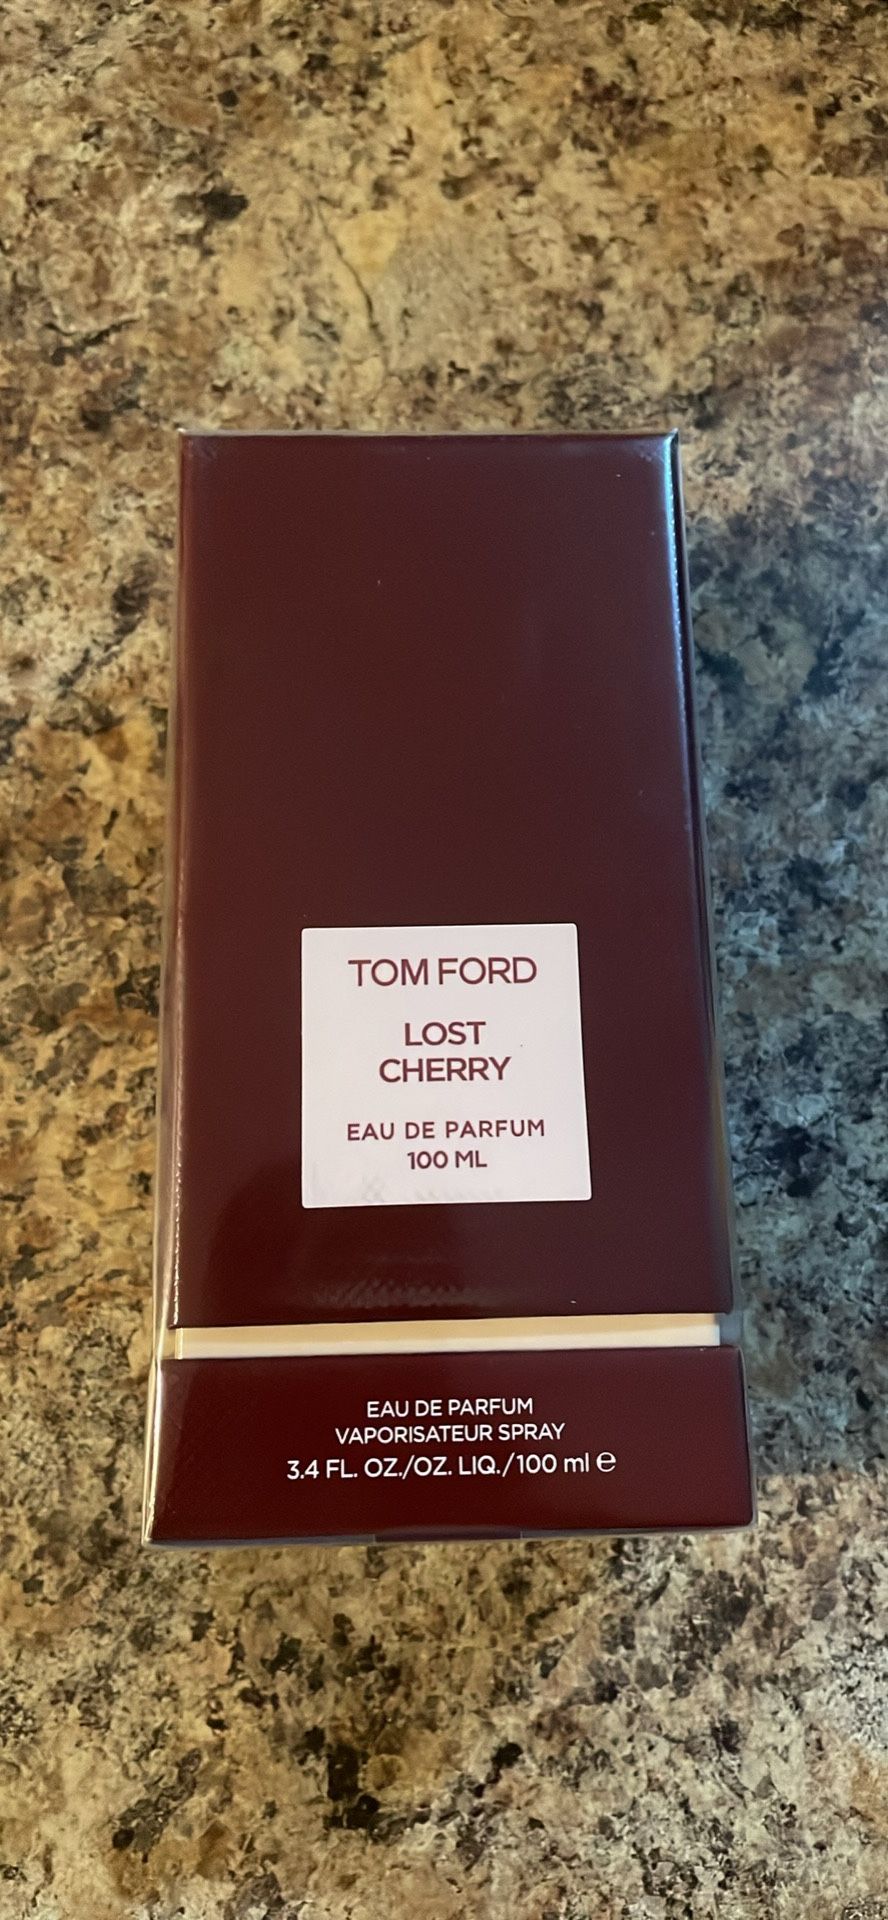 TOM FORD
LOST
CHERRY
EAU DE PARFUM
100 ML
EAU DE PARFUM
VAPORISATEUR SPRAY
3.4 FL. OZ./OZ. LIQ./100 ml ℮